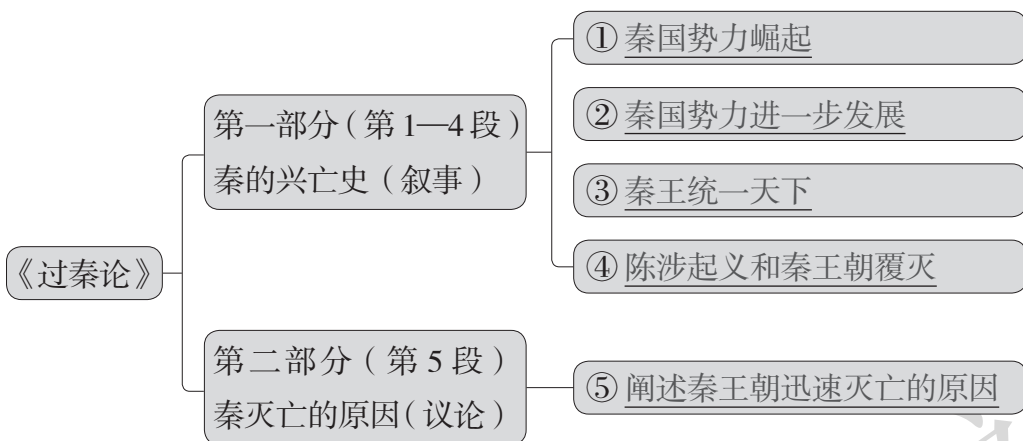 《过秦论》
第一部分（第1—4段）
秦的兴亡史（叙事）
①秦国势力崛起
②秦国势力进一步发展
③秦王统一天下
④陈涉起义和秦王朝覆灭
第二部分（第5段）
秦灭亡的原因（议论）
⑤阐述秦王朝迅速灭亡的原因